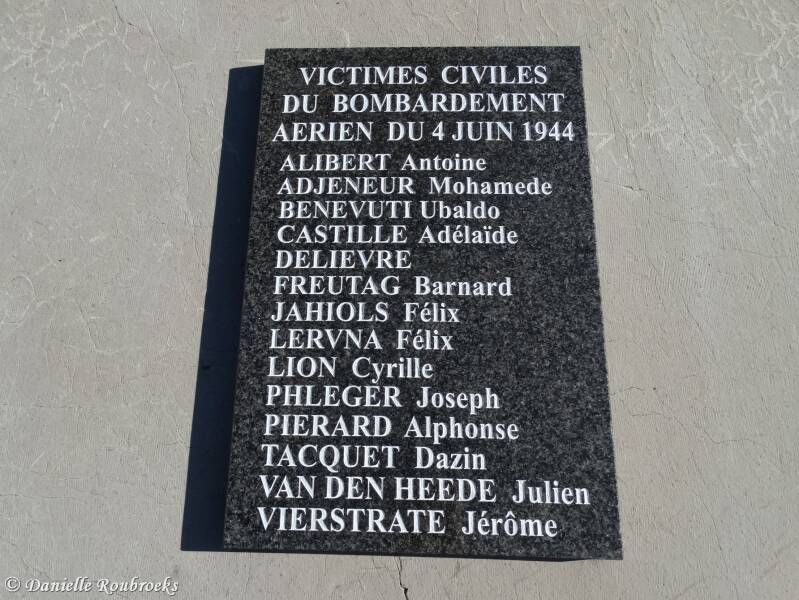 VICTIMES CIVILES
DU BOMBARDEMENT
AERIEN DU 4 JUIN 1944
ALIBERT Antoine
ADJENEUR Mohamede
BENEVUTI Ubaldo
CASTILLE Adélaïde
DELIEVRE
FREUTAG Barnard
JAHIOLS Félix
LERVNA Félix
LION Cyrille
PHLEGER Joseph
PIERARD Alphonse
TACQUET Dazin
VAN DEN HEEDE Julien
VIERSTRATE Jérôme
© Danielle Roubroeks